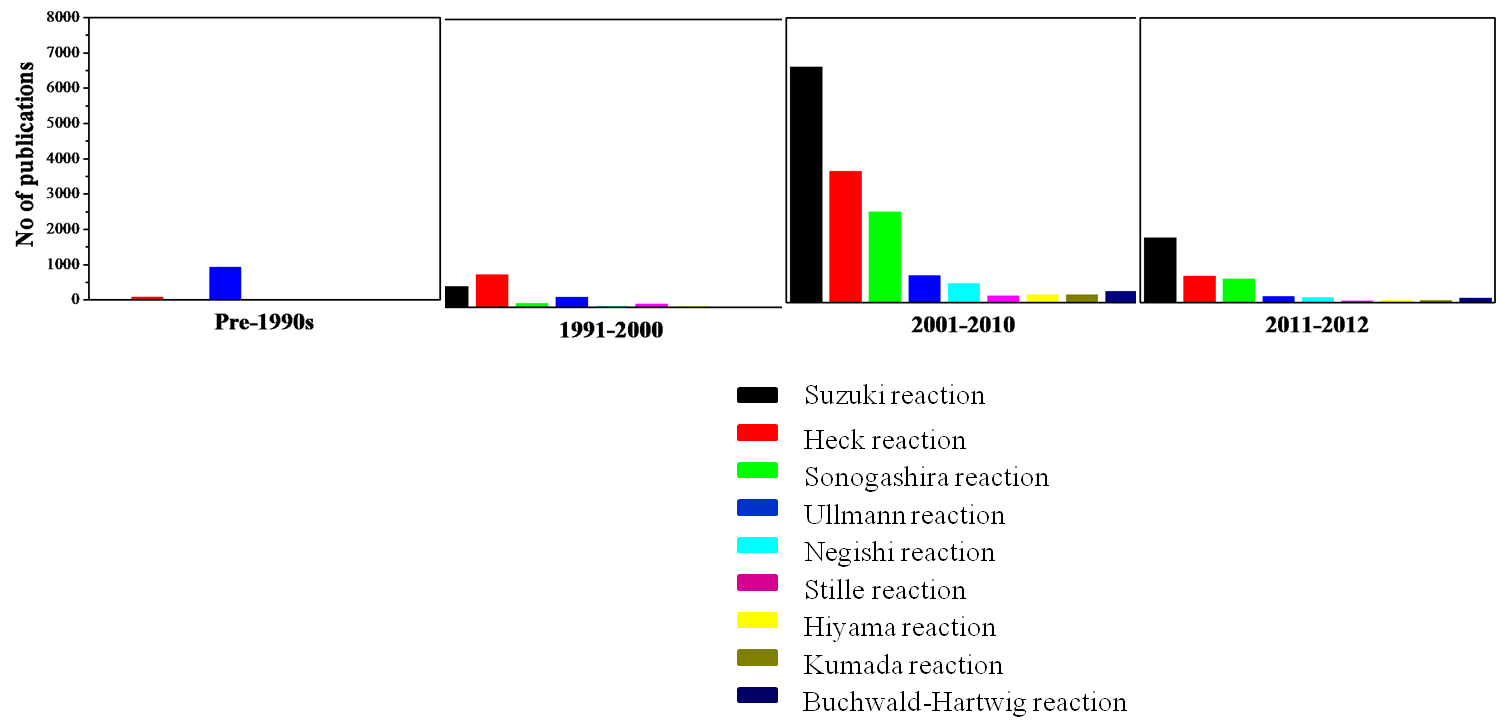 8000
7000
6000
5000
4000
3000
2000
1000
0
No of publications
Pre-1990s
1991-2000
2001-2010
2011-2012
Suzuki reaction
Heck reaction
Sonogashira reaction
Ullmann reaction
Negishi reaction
Stille reaction
Hiyama reaction
Kumada reaction
Buchwald-Hartwig reaction